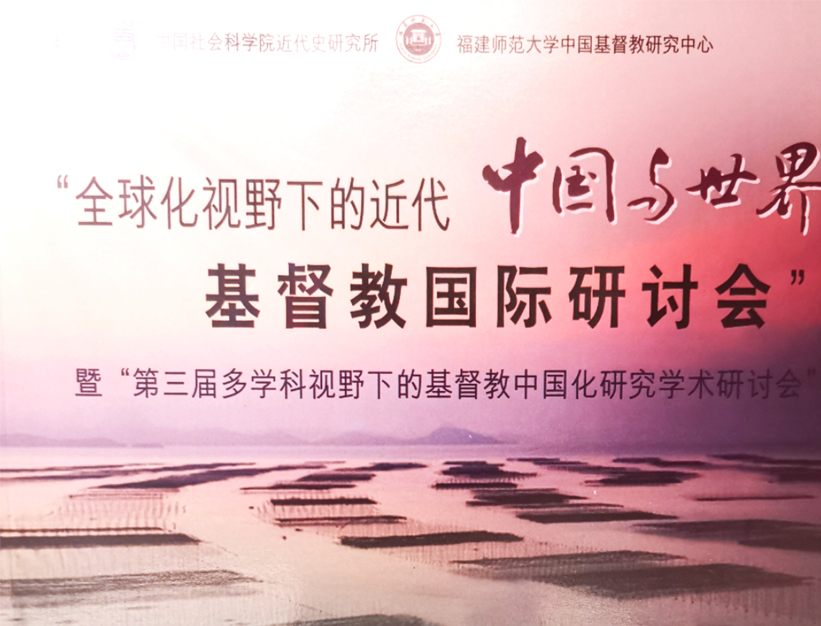 中国社会科学院近代史研究所 福建师范大学中国基督教研究中心
“全球化视野下的近代 中国与世界
基督教国际研讨会”
暨“第三届多学科视野下的基督教中国化研究学术研讨会”